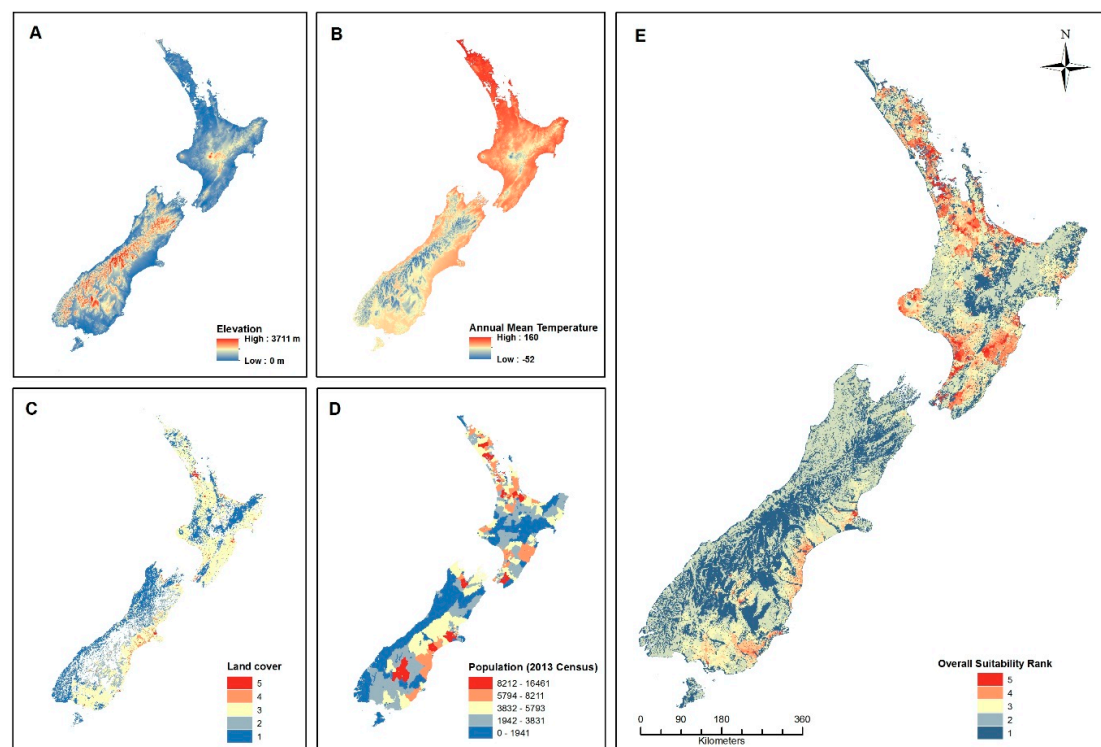 A
Elevation
High : 3711 m
Low : 0 m
B
Annual Mean Temperature
High : 160
Low : -52
C
Land cover
5
4
3
2
1
D
Population (2013 Census)
8212 - 16461
5794 - 8211
3832 - 5793
1942 - 3831
0 - 1941
E
N
Overall Suitability Rank
5
4
3
2
1
0 90 180 360
Kilometers